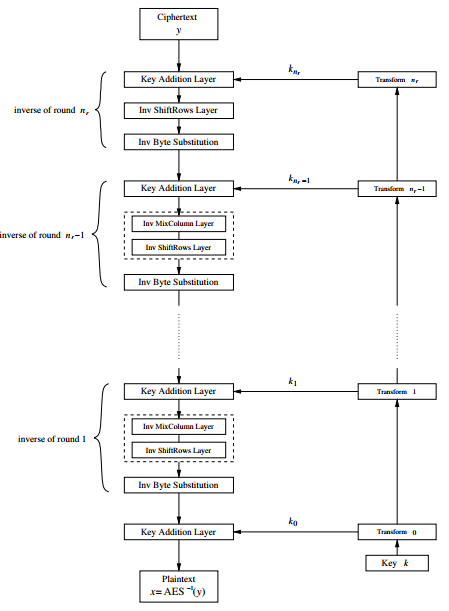 Ciphertext
y
Key Addition Layer
k_{n_r}
Transform n_r
inverse of round n_r
Inv ShiftRows Layer
Inv Byte Substitution
Key Addition Layer
k_{n_r-1}
Transform n_r-1
Inv MixColumn Layer
inverse of round n_r-1
Inv ShiftRows Layer
Inv Byte Substitution
Key Addition Layer
k_1
Transform 1
Inv MixColumn Layer
inverse of round 1
Inv ShiftRows Layer
Inv Byte Substitution
Key Addition Layer
k_0
Transform 0
Key k
Plaintext
x= AES^{-1}(y)